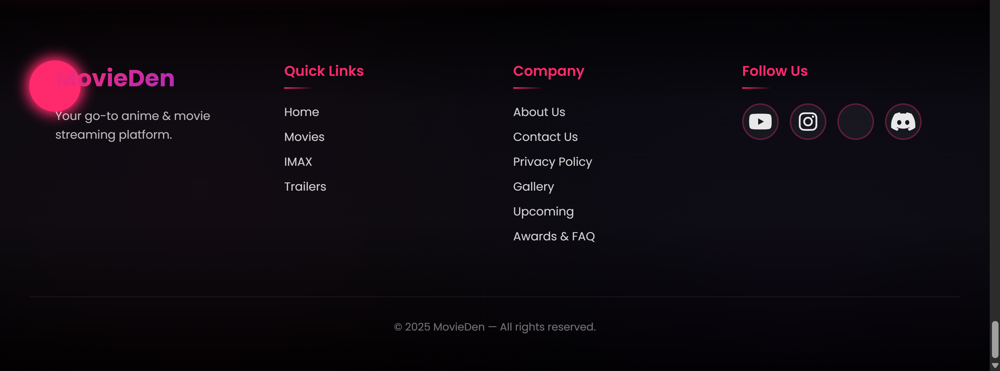 MovieDen
Your go-to anime & movie
streaming platform.
Quick Links
Home
Movies
IMAX
Trailers
Company
About Us
Contact Us
Privacy Policy
Gallery
Upcoming
Awards & FAQ
Follow Us
© 2025 MovieDen — All rights reserved.